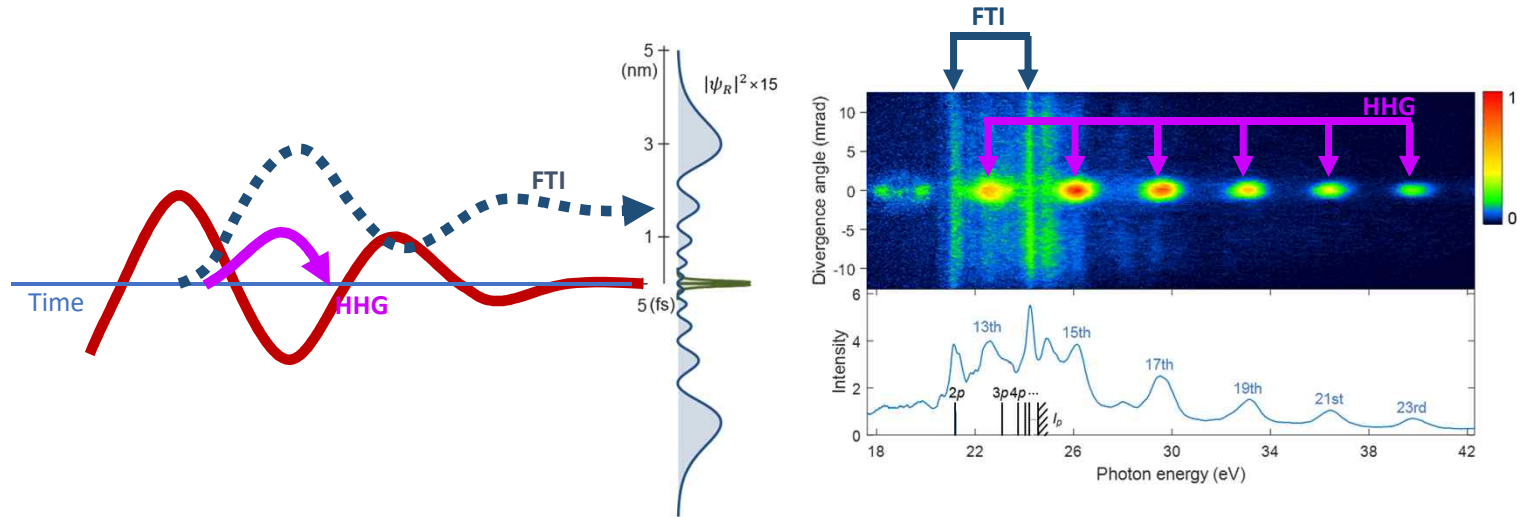 5
(nm)
|ψ_R|²×15
3
FTI
1
Time
HHG
5 (fs)
FTI
Divergence angle (mrad)
10
5
0
-5
-10
HHG
1
0
Intensity
6
4
2
0
13th
15th
17th
19th
21st
23rd
2p
3p 4p ...
I_p
18
22
26
30
34
38
42
Photon energy (eV)